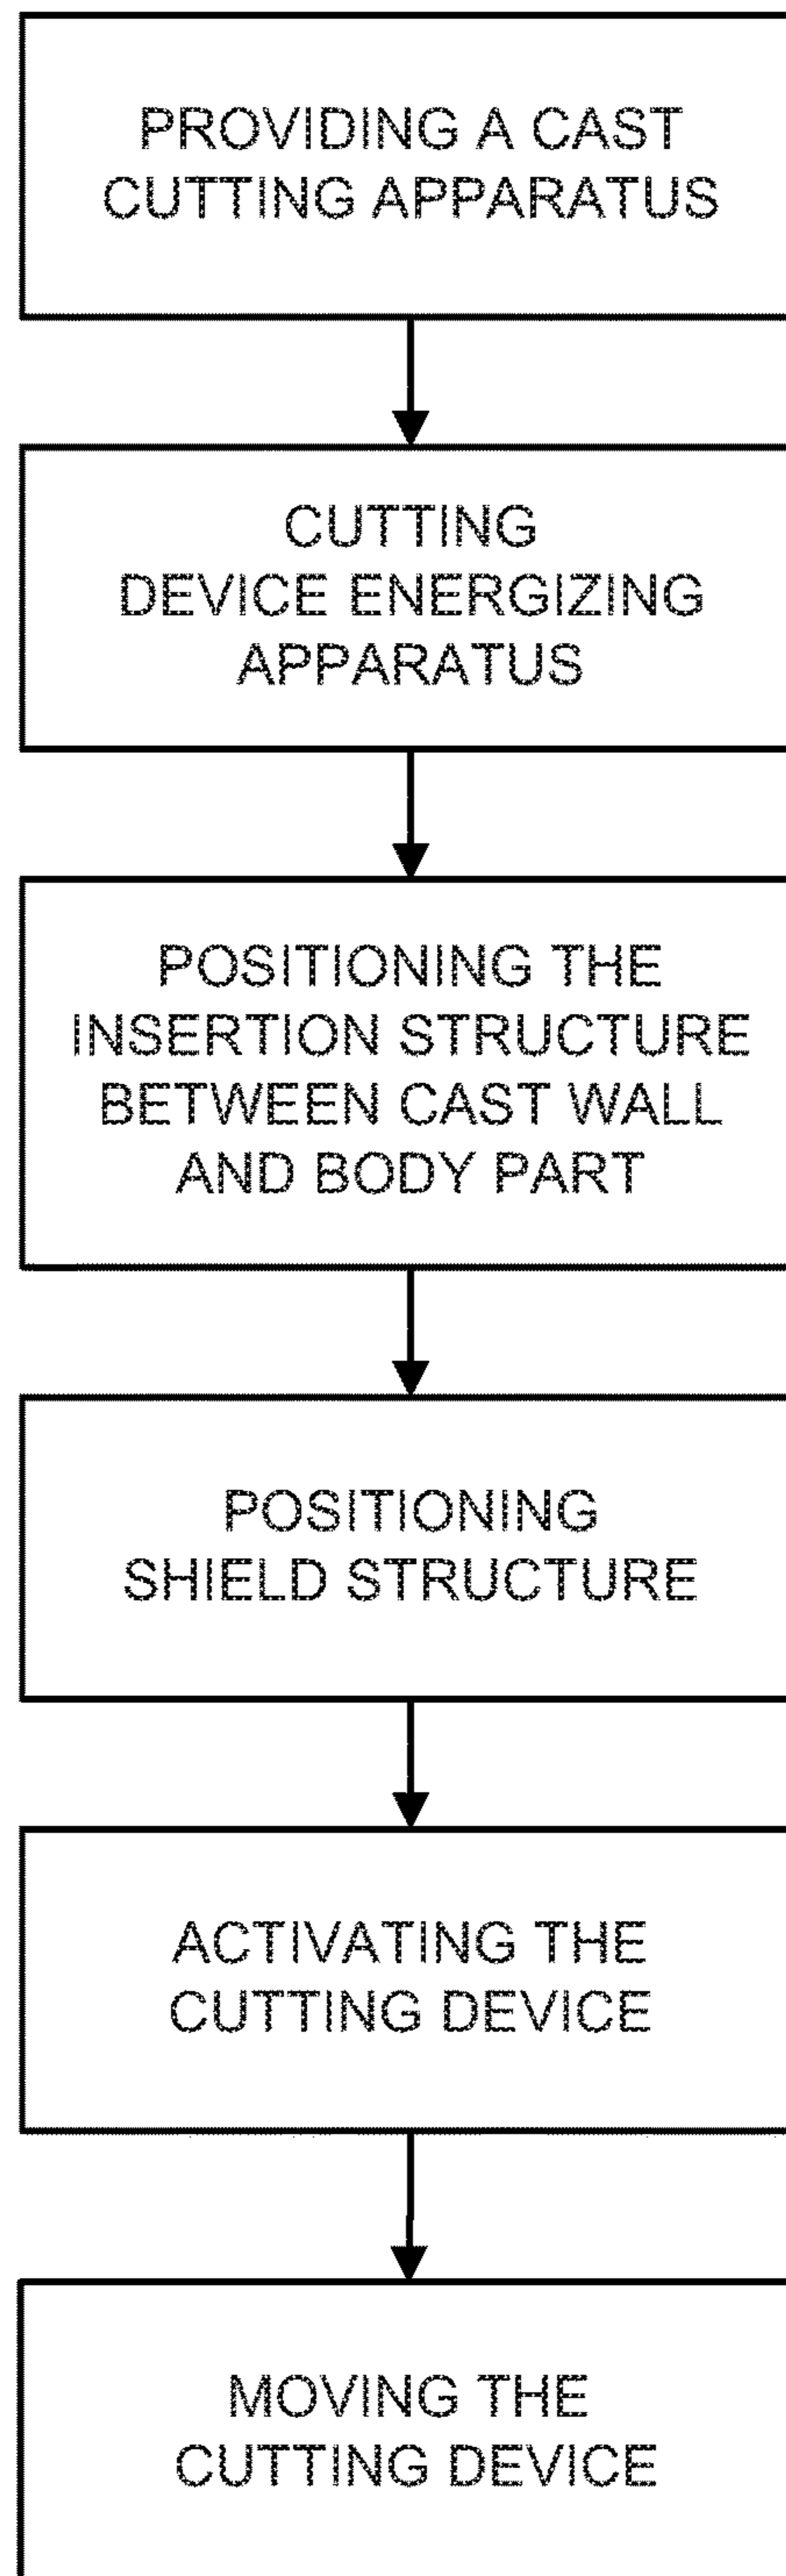 PROVIDING A CAST
CUTTING APPARATUS
CUTTING
DEVICE ENERGIZING
APPARATUS
POSITIONING THE
INSERTION STRUCTURE
BETWEEN CAST WALL
AND BODY PART
POSITIONING
SHIELD STRUCTURE
ACTIVATING THE
CUTTING DEVICE
MOVING THE
CUTTING DEVICE